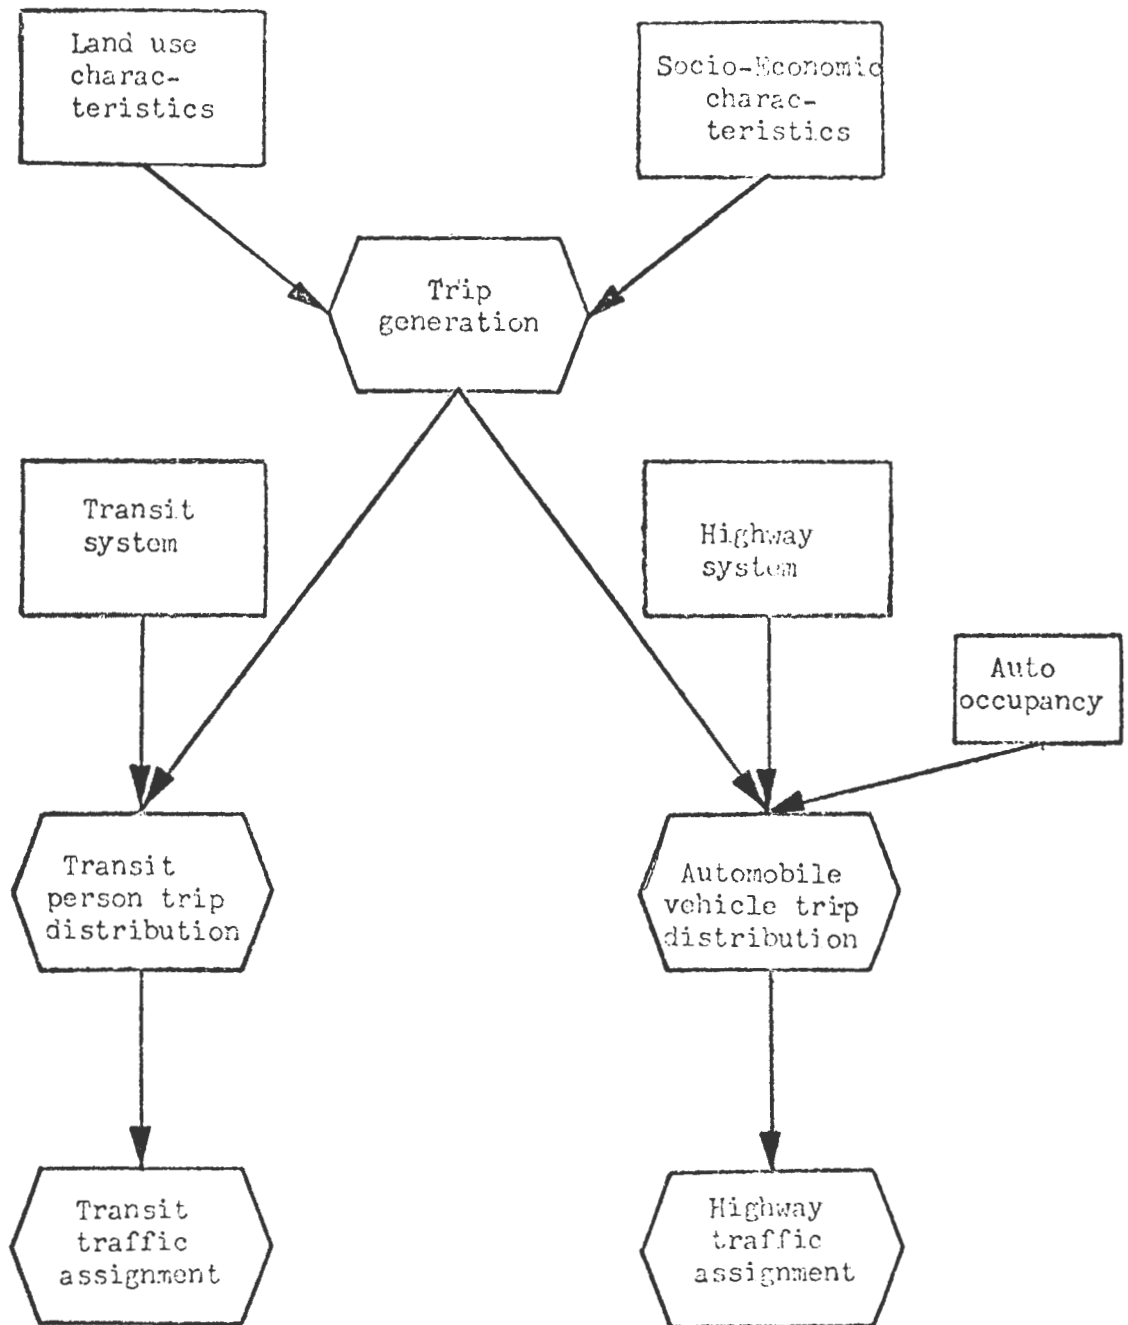 Land use
charac-
teristics
Socio-Economic
charac-
teristics
Trip
generation
Transit
system
Highway
system
Auto
occupancy
Transit
person trip
distribution
Automobile
vehicle trip
distribution
Transit
traffic
assignment
Highway
traffic
assignment